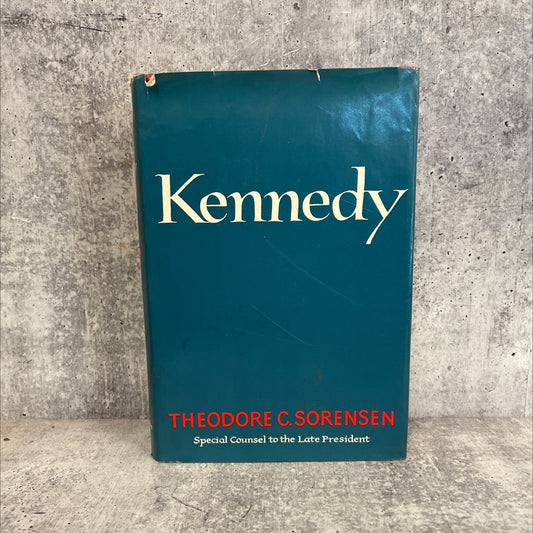 Kennedy
THEODORE C. SORENSEN
Special Counsel to the Late President